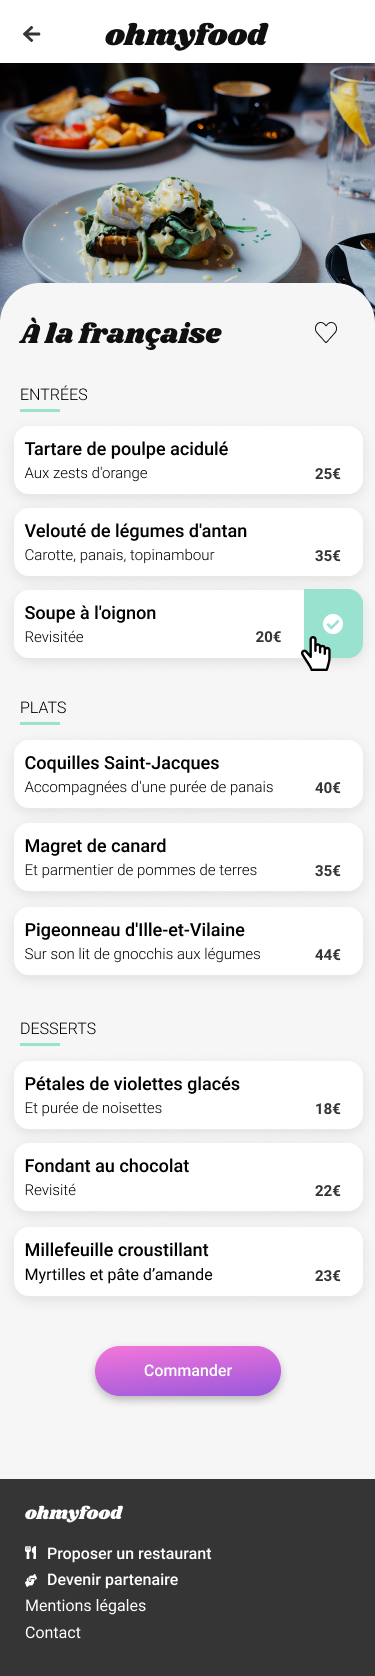 ohmyfood
À la française
ENTRÉES
Tartare de poulpe acidulé
Aux zests d'orange
25€
Velouté de légumes d'antan
Carotte, panais, topinambour
35€
Soupe à l'oignon
Revisitée
20€
PLATS
Coquilles Saint-Jacques
Accompagnées d'une purée de panais
40€
Magret de canard
Et parmentier de pommes de terres
35€
Pigeonneau d'Ille-et-Vilaine
Sur son lit de gnocchis aux légumes
44€
DESSERTS
Pétales de violettes glacés
Et purée de noisettes
18€
Fondant au chocolat
Revisité
22€
Millefeuille croustillant
Myrtilles et pâte d’amande
23€
Commander
ohmyfood
Proposer un restaurant
Devenir partenaire
Mentions légales
Contact